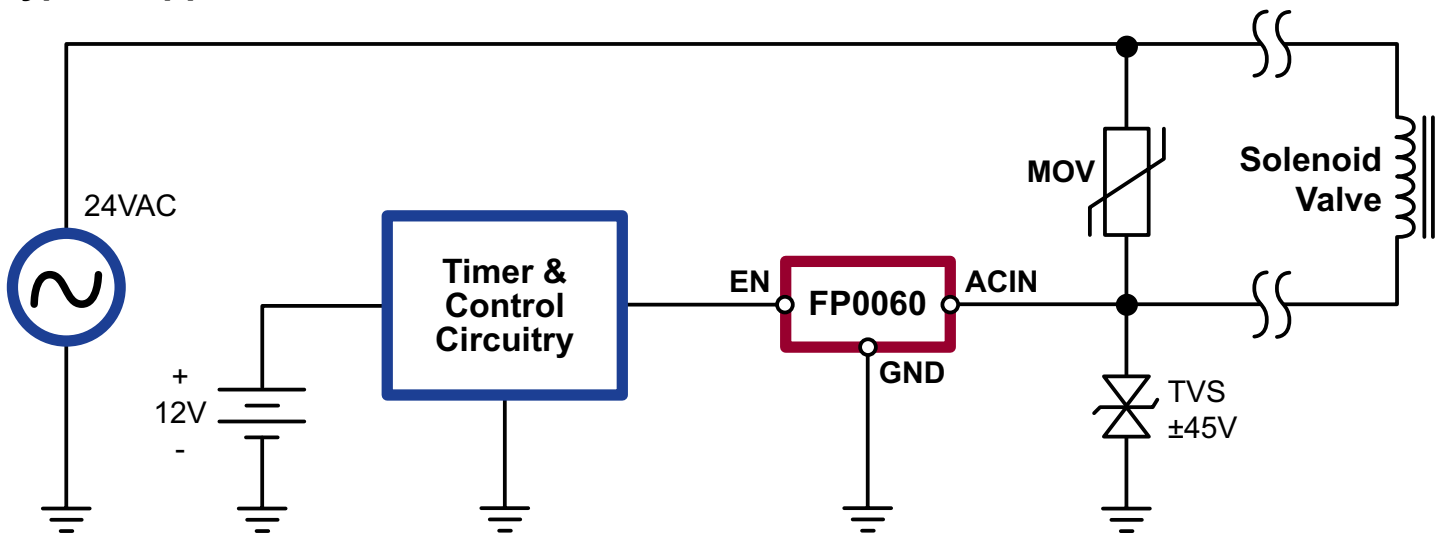 24VAC
+
12V
-
Timer &
Control
Circuitry
EN
FP0060
ACIN
GND
MOV
TVS
±45V
Solenoid
Valve